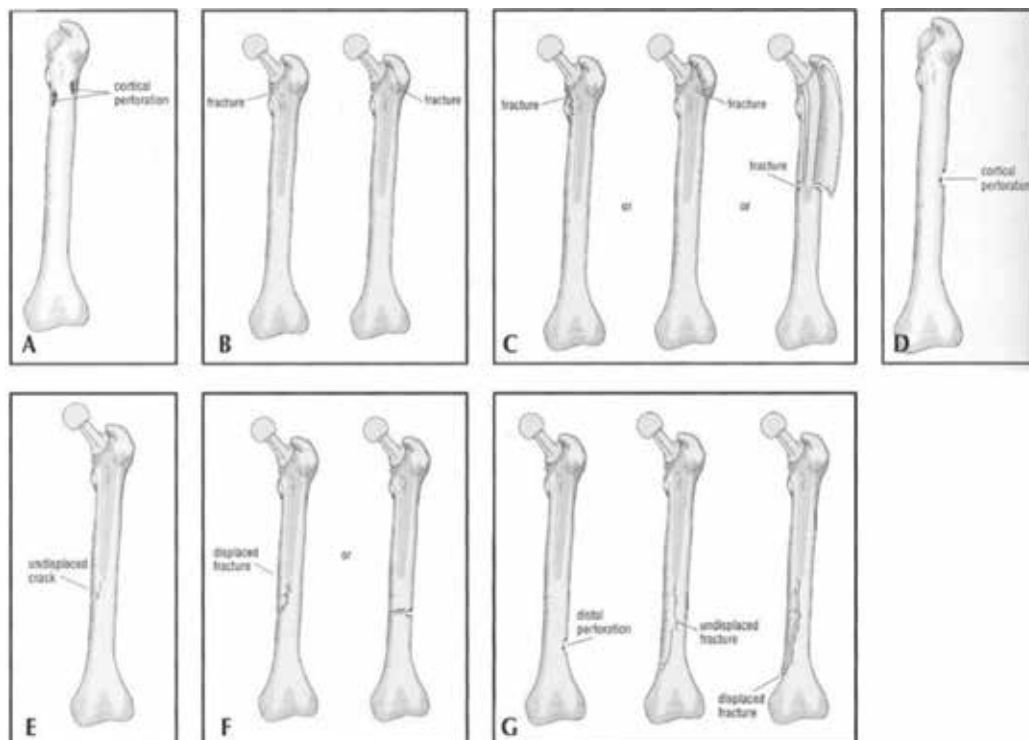 cortical
perforation
A
fracture
fracture
B
fracture
fracture
fracture
or
or
C
cortical
perforation
D
undisplaced
crack
E
displaced
fracture
or
F
distal
perforation
undisplaced
fracture
displaced
fracture
G